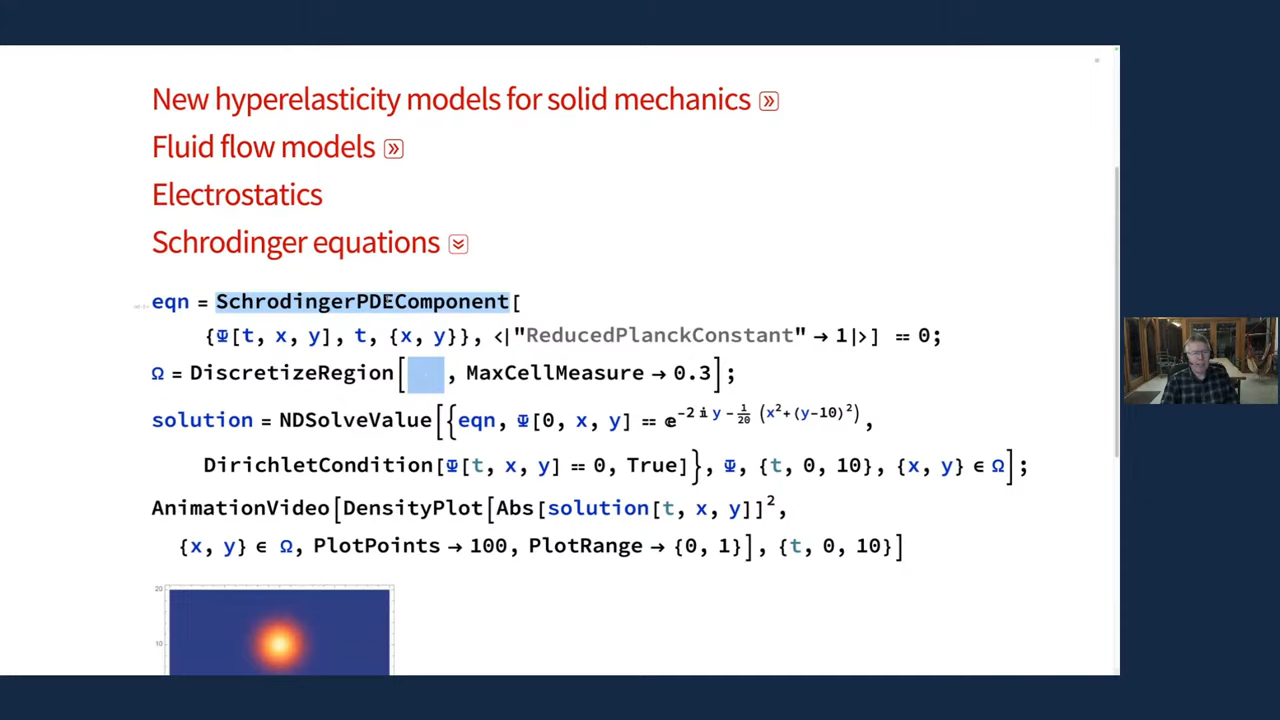 New hyperelasticity models for solid mechanics
Fluid flow models
Electrostatics
Schrodinger equations
eqn = SchrodingerPDEComponent[
{Ψ[t, x, y], t, {x, y}}, <|"ReducedPlanckConstant" → 1|>] == 0;
Ω = DiscretizeRegion[ , MaxCellMeasure → 0.3];
solution = NDSolveValue[{eqn, Ψ[0, x, y] == ⅇ^(-2 ⅈ y - 1/20 (x²+(y-10)²)),
DirichletCondition[Ψ[t, x, y] == 0, True]}, Ψ, {t, 0, 10}, {x, y} ∈ Ω];
AnimationVideo[DensityPlot[Abs[solution[t, x, y]]²,
{x, y} ∈ Ω, PlotPoints → 100, PlotRange → {0, 1}], {t, 0, 10}]
20
10